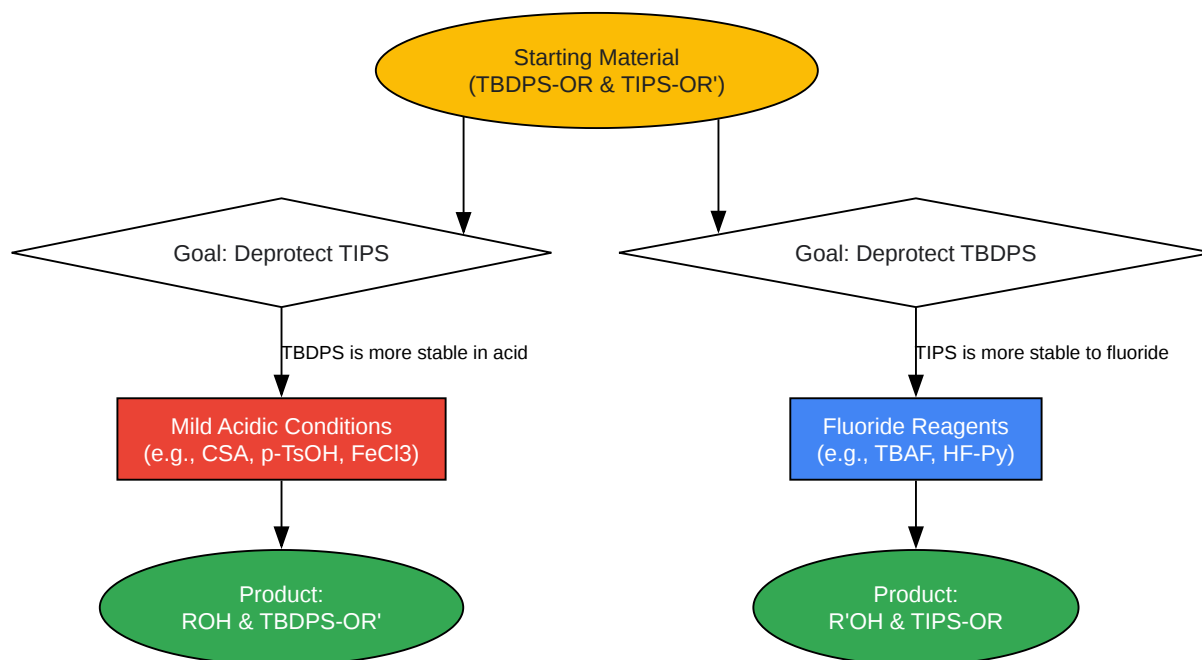 Starting Material
(TBDPS-OR & TIPS-OR')
Goal: Deprotect TIPS
Goal: Deprotect TBDPS
TBDPS is more stable in acid
TIPS is more stable to fluoride
Mild Acidic Conditions
(e.g., CSA, p-TsOH, FeCl3)
Fluoride Reagents
(e.g., TBAF, HF-Py)
Product:
ROH & TBDPS-OR'
Product:
R'OH & TIPS-OR